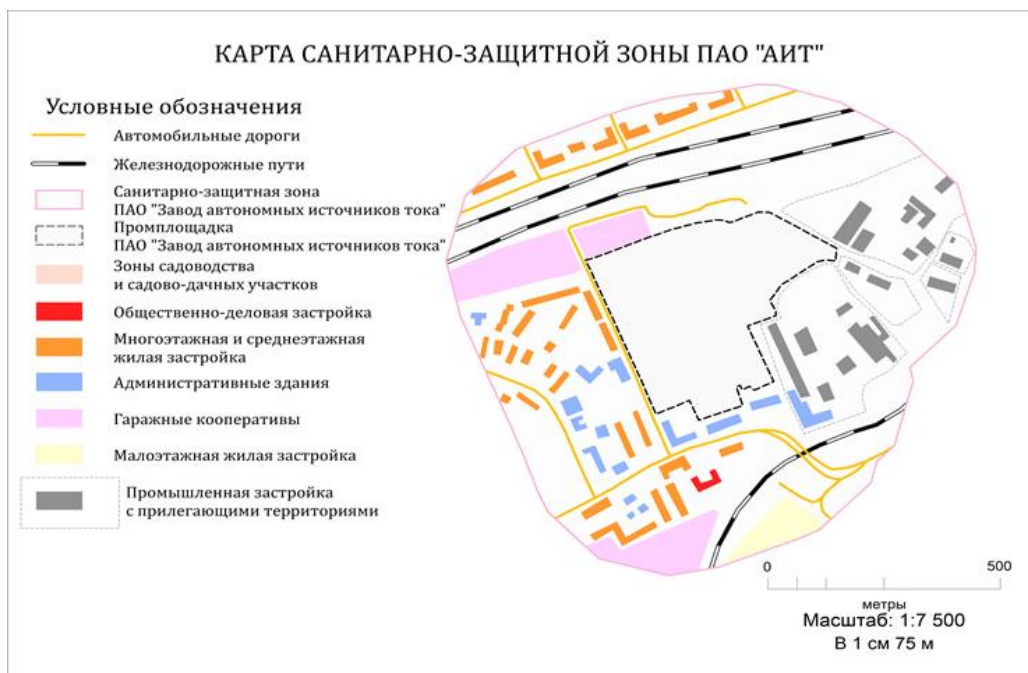 КАРТА САНИТАРНО-ЗАЩИТНОЙ ЗОНЫ ПАО "АИТ"
Условные обозначения
Автомобильные дороги
Железнодорожные пути
Санитарно-защитная зона
ПАО "Завод автономных источников тока"
Промплощадка
ПАО "Завод автономных источников тока"
Зоны садоводства
и садово-дачных участков
Общественно-деловая застройка
Многоэтажная и среднеэтажная
жилая застройка
Административные здания
Гаражные кооперативы
Малоэтажная жилая застройка
Промышленная застройка
с прилегающими территориями
0 500
метры
Масштаб: 1:7 500
В 1 см 75 м